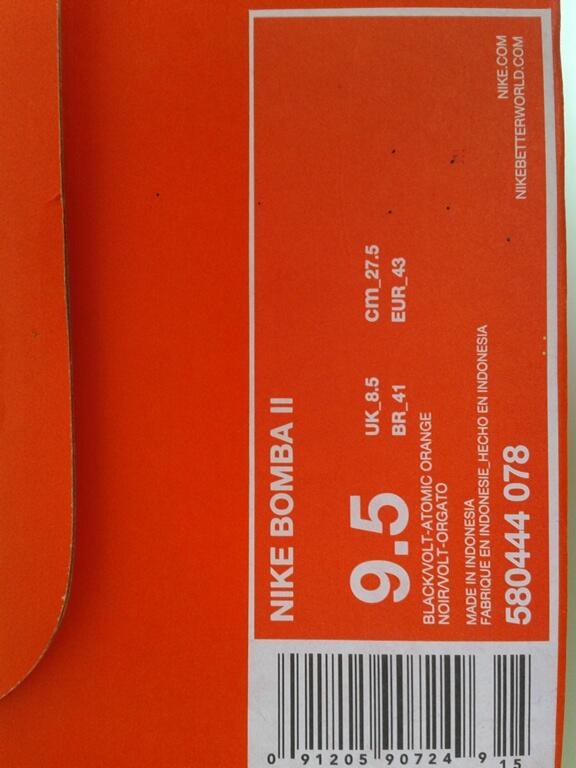 NIKE BOMBA II
9.5
UK_8.5 cm_27.5
BR_41 EUR_43
BLACK/VOLT-ATOMIC ORANGE
NOIR/VOLT-ORGATO
MADE IN INDONESIA
FABRIQUE EN INDONESIE_HECHO EN INDONESIA
580444 078
NIKE.COM
NIKEBETTERWORLD.COM
0 91205 90724 9 15